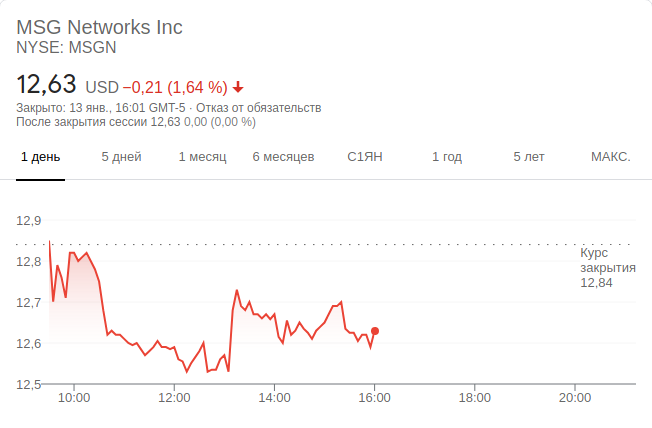 MSG Networks Inc
NYSE: MSGN
12,63 USD −0,21 (1,64 %)
Закрыто: 13 янв., 16:01 GMT-5 · Отказ от обязательств
После закрытия сессии 12,63 0,00 (0,00 %)
1 день 5 дней 1 месяц 6 месяцев С1ЯН 1 год 5 лет МАКС.
12,9
Курс
закрытия
12,84
12,8
12,7
12,6
12,5
10:00 12:00 14:00 16:00 18:00 20:00